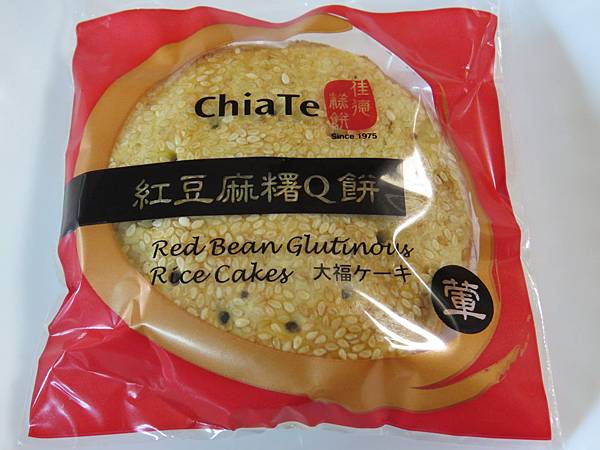 ChiaTe
佳德
糕餅
Since 1975
紅豆麻糬Q餅
Red Bean Glutinous
Rice Cakes 大福ケーキ
葷